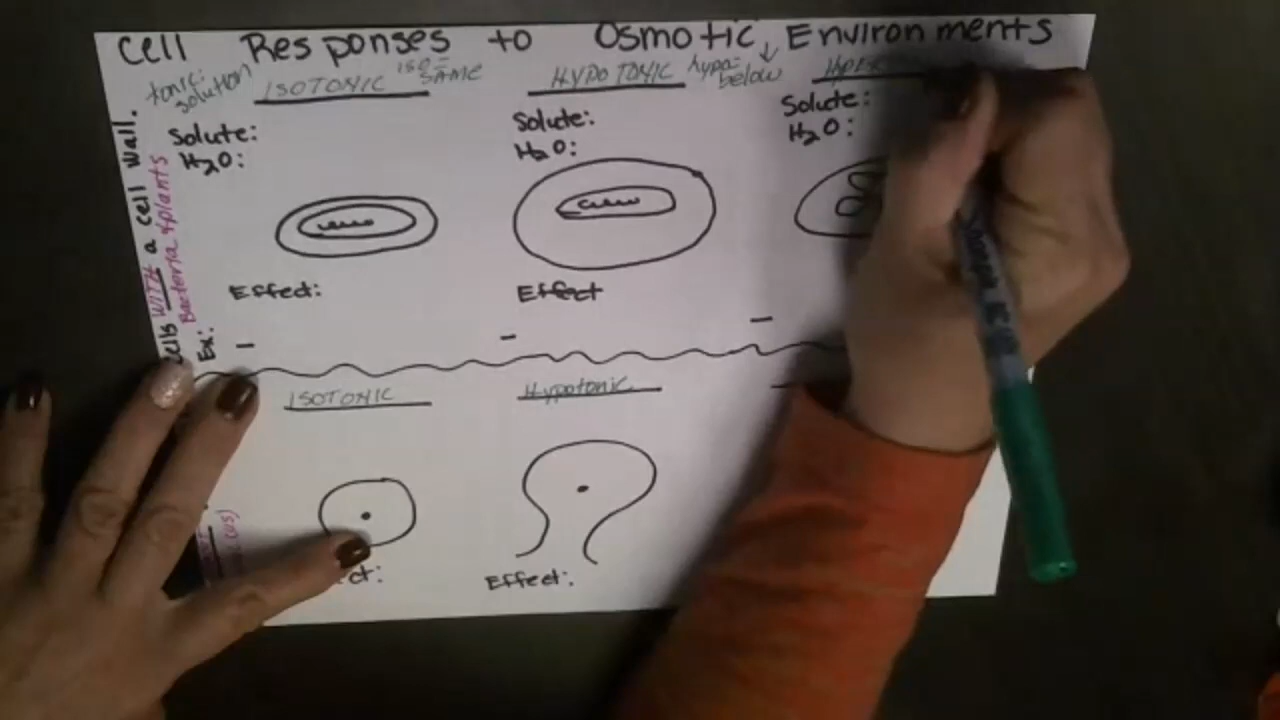 Cell Responses to Osmotic Environments
tonic: solution
ISOTONIC
iso = SAME
HYPOTONIC
hypo: below ↓
Solute:
H₂O:
Solute:
H₂O:
Solute:
H₂O:
WITH a cell wall.
Bacteria & plants
Effect:
Effect
Ex:
ISOTONIC
Hypotonic
Effect: